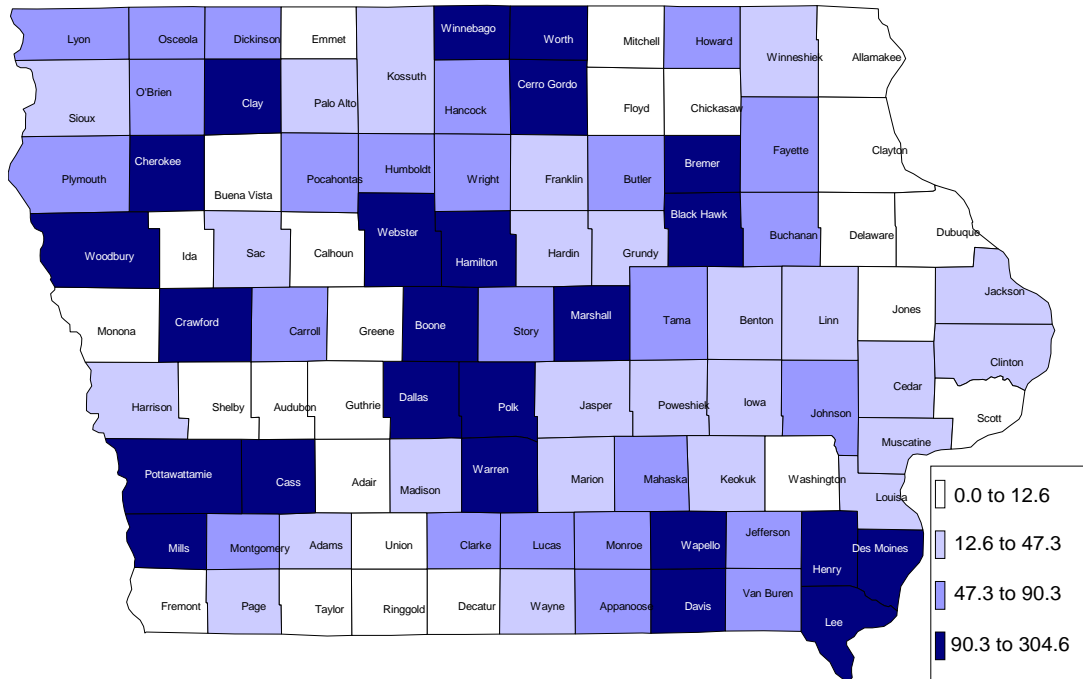 Lyon Osceola Dickinson Emmet Winnebago Worth Mitchell Howard Winneshiek Allamakee
Sioux O'Brien Clay Palo Alto Kossuth Hancock Cerro Gordo Floyd Chickasaw
Plymouth Cherokee Buena Vista Pocahontas Humboldt Wright Franklin Butler Bremer Fayette Clayton
Woodbury Ida Sac Calhoun Webster Hamilton Hardin Grundy Black Hawk Buchanan Delaware Dubuque
Monona Crawford Carroll Greene Boone Story Marshall Tama Benton Linn Jones Jackson
Harrison Shelby Audubon Guthrie Dallas Polk Jasper Poweshiek Iowa Johnson Cedar Clinton
Scott
Muscatine
Pottawattamie Cass Adair Madison Warren Marion Mahaska Keokuk Washington Louisa
Mills Montgomery Adams Union Clarke Lucas Monroe Wapello Jefferson Henry Des Moines
Fremont Page Taylor Ringgold Decatur Wayne Appanoose Davis Van Buren Lee
0.0 to 12.6
12.6 to 47.3
47.3 to 90.3
90.3 to 304.6